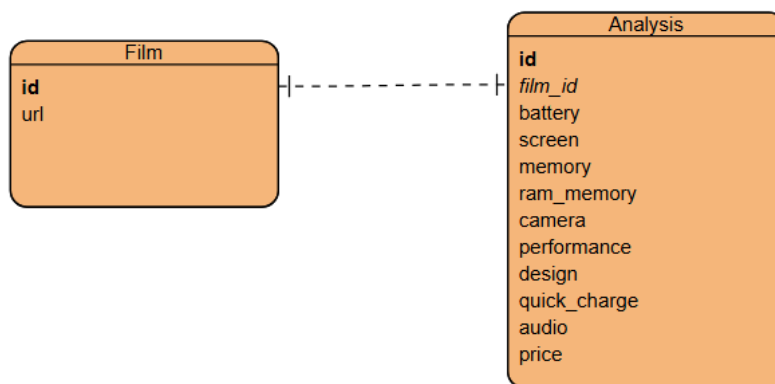 Film
id
url
Analysis
id
film_id
battery
screen
memory
ram_memory
camera
performance
design
quick_charge
audio
price